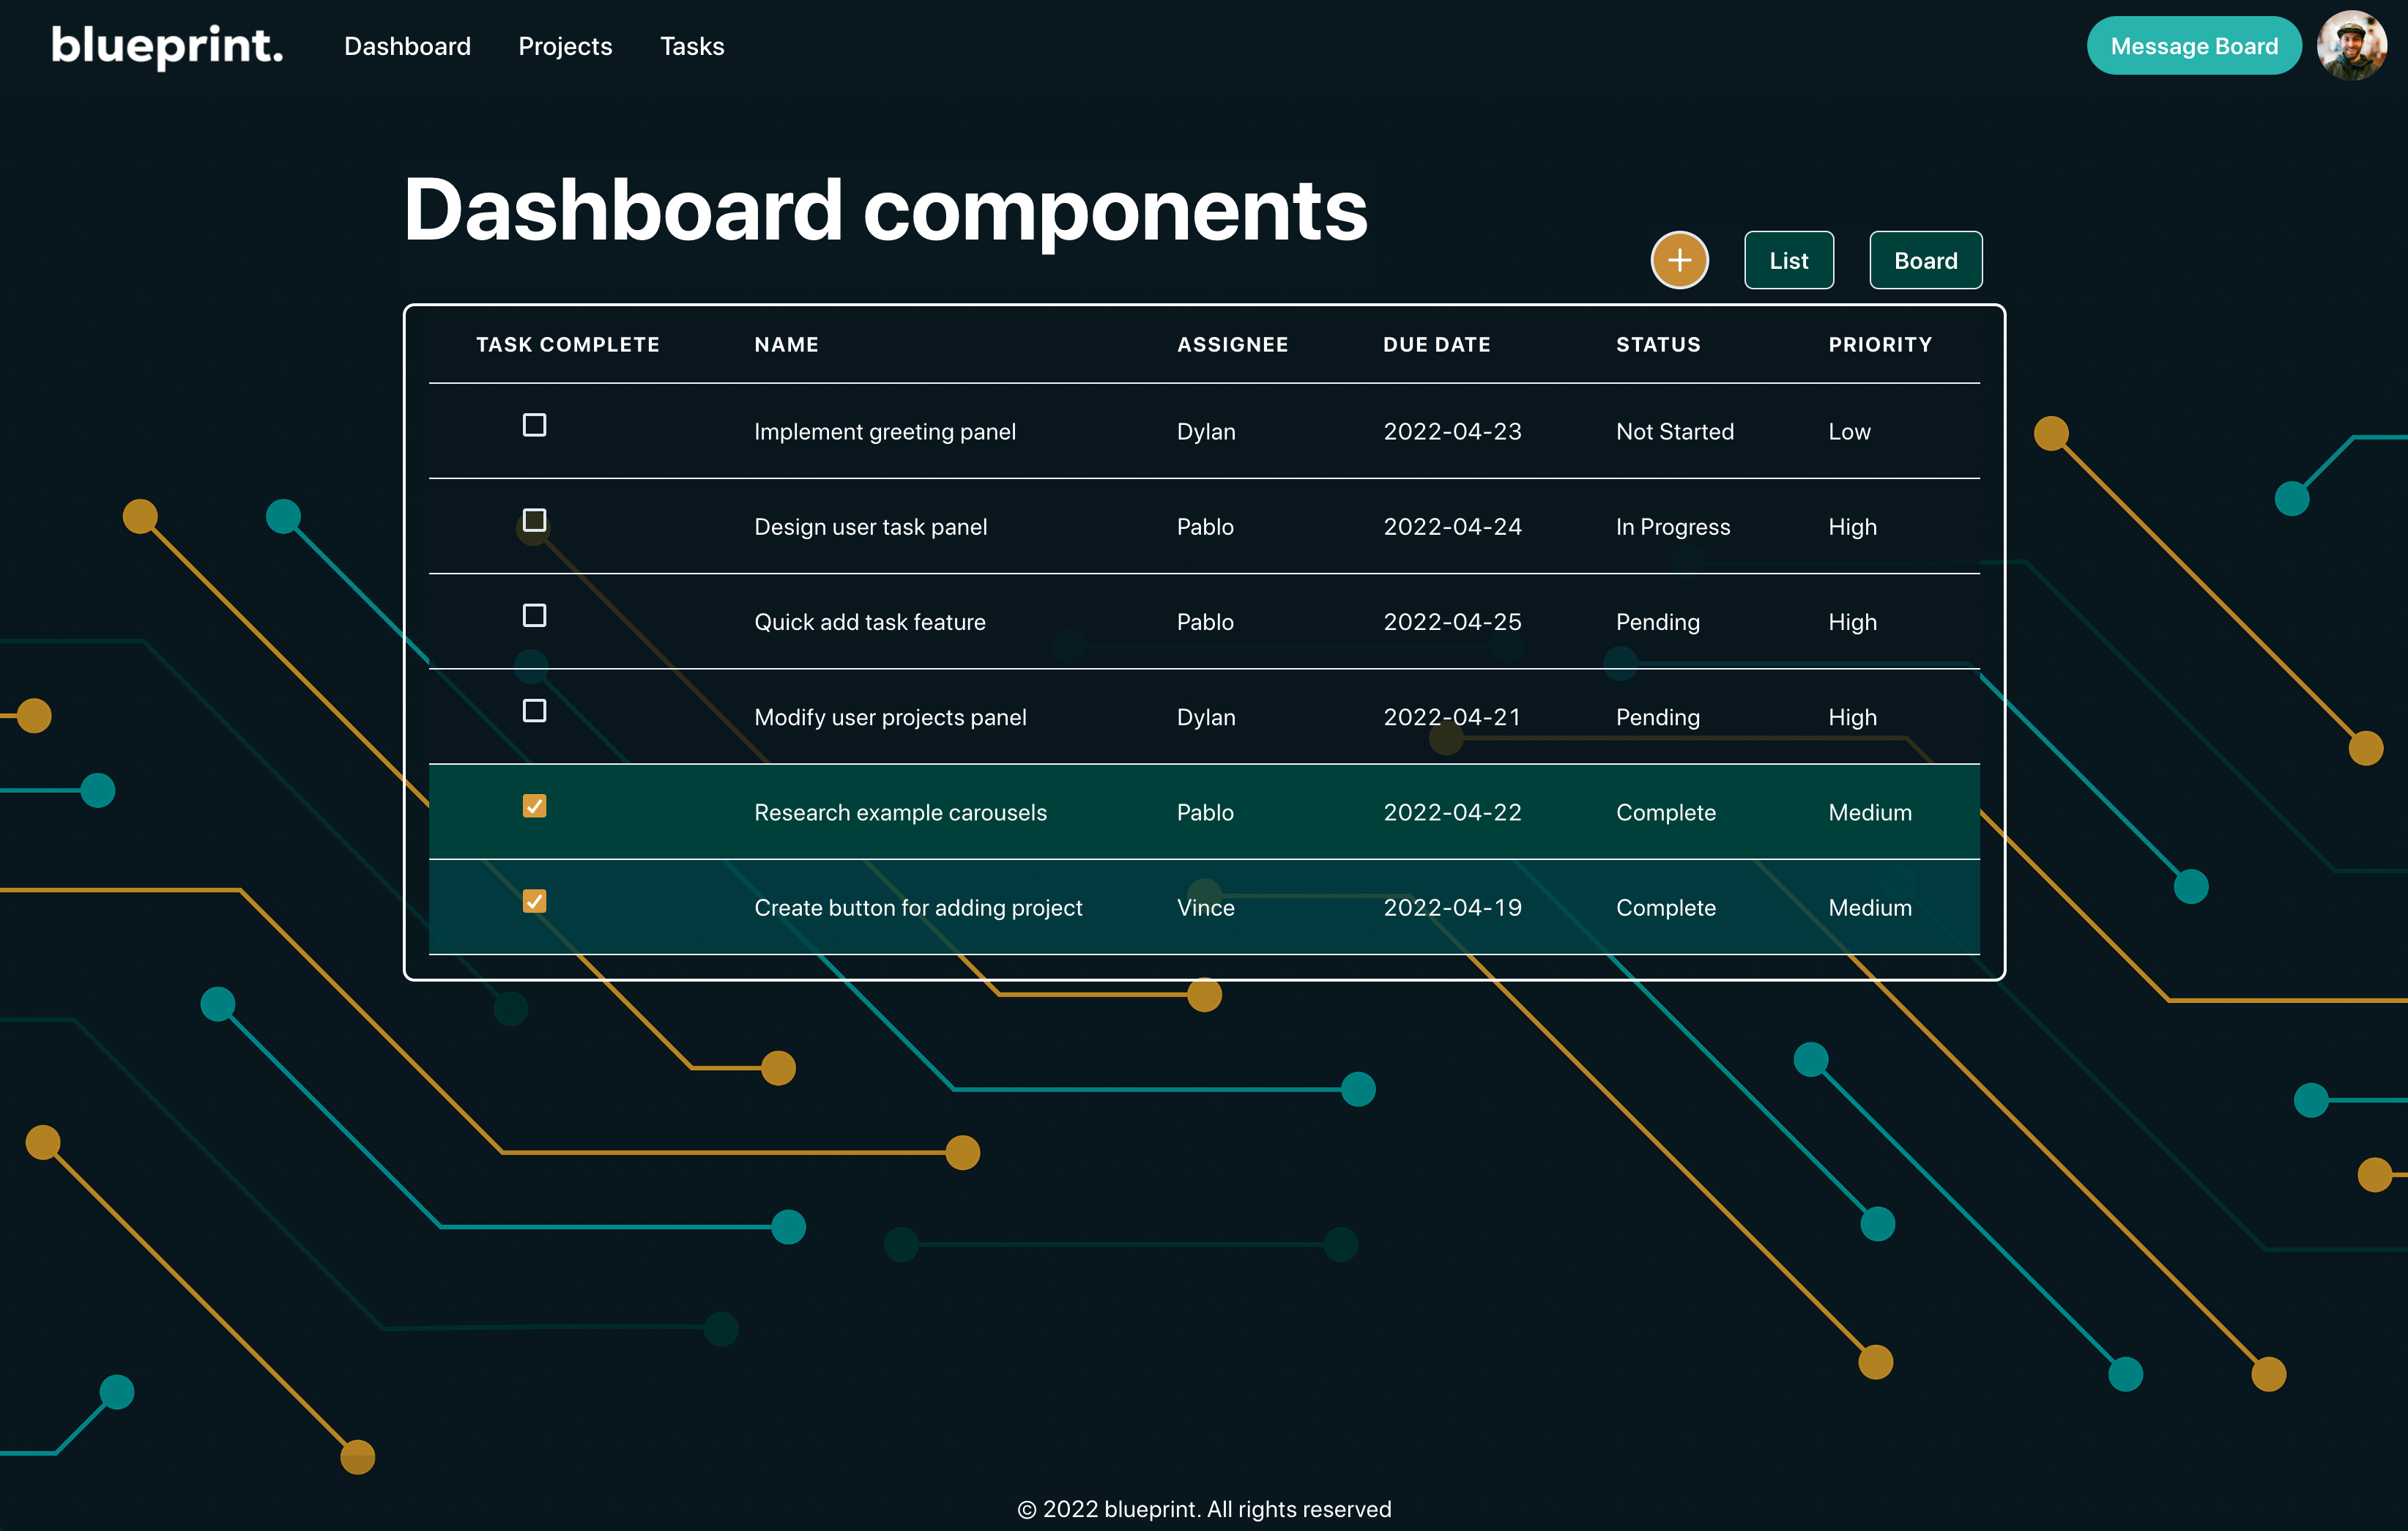 blueprint. Dashboard Projects Tasks Message Board
Dashboard components
List Board
TASK COMPLETE NAME ASSIGNEE DUE DATE STATUS PRIORITY
Implement greeting panel Dylan 2022-04-23 Not Started Low
Design user task panel Pablo 2022-04-24 In Progress High
Quick add task feature Pablo 2022-04-25 Pending High
Modify user projects panel Dylan 2022-04-21 Pending High
Research example carousels Pablo 2022-04-22 Complete Medium
Create button for adding project Vince 2022-04-19 Complete Medium
© 2022 blueprint. All rights reserved